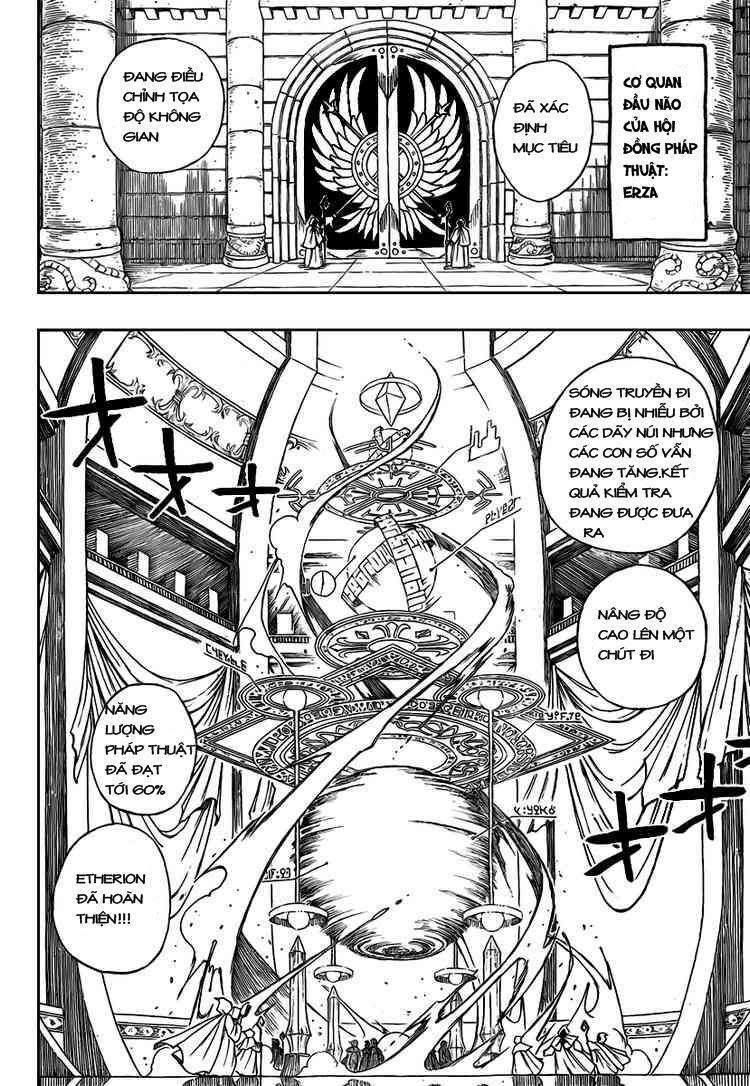 CƠ QUAN
ĐẦU NÃO
CỦA HỘI
ĐỒNG PHÁP
THUẬT:
ERZA
ĐÃ XÁC
ĐỊNH
MỤC TIÊU
ĐANG ĐIỀU
CHỈNH TỌA
ĐỘ KHÔNG
GIAN
SÓNG TRUYỀN ĐI
ĐANG BỊ NHIỄU BỞI
CÁC DÃY NÚI NHƯNG
CÁC CON SỐ VẪN
ĐANG TĂNG,KẾT
QUẢ KIỂM TRA
ĐANG ĐƯỢC ĐƯA
RA
NÂNG ĐỘ
CAO LÊN MỘT
CHÚT ĐI
NĂNG
LƯỢNG
PHÁP THUẬT
ĐÃ ĐẠT
TỚI 60%
ETHERION
ĐÃ HOÀN
THIỆN!!!